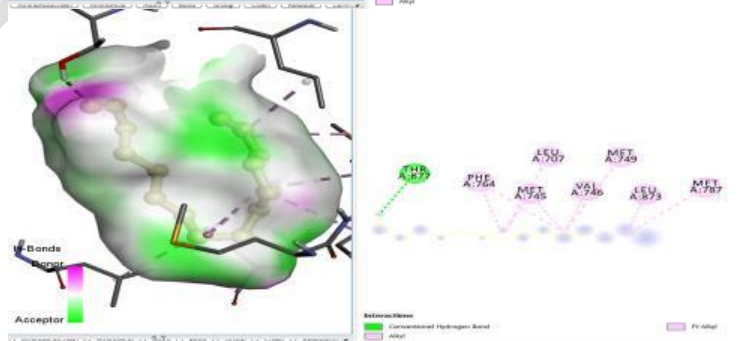 Alkyl
H-Bonds
Donor
Acceptor
THR
A:877
PHE
A:764
LEU
A:707
MET
A:745
VAL
A:746
MET
A:749
LEU
A:873
MET
A:787
Interactions
Conventional Hydrogen Bond
Alkyl
Pi-Alkyl